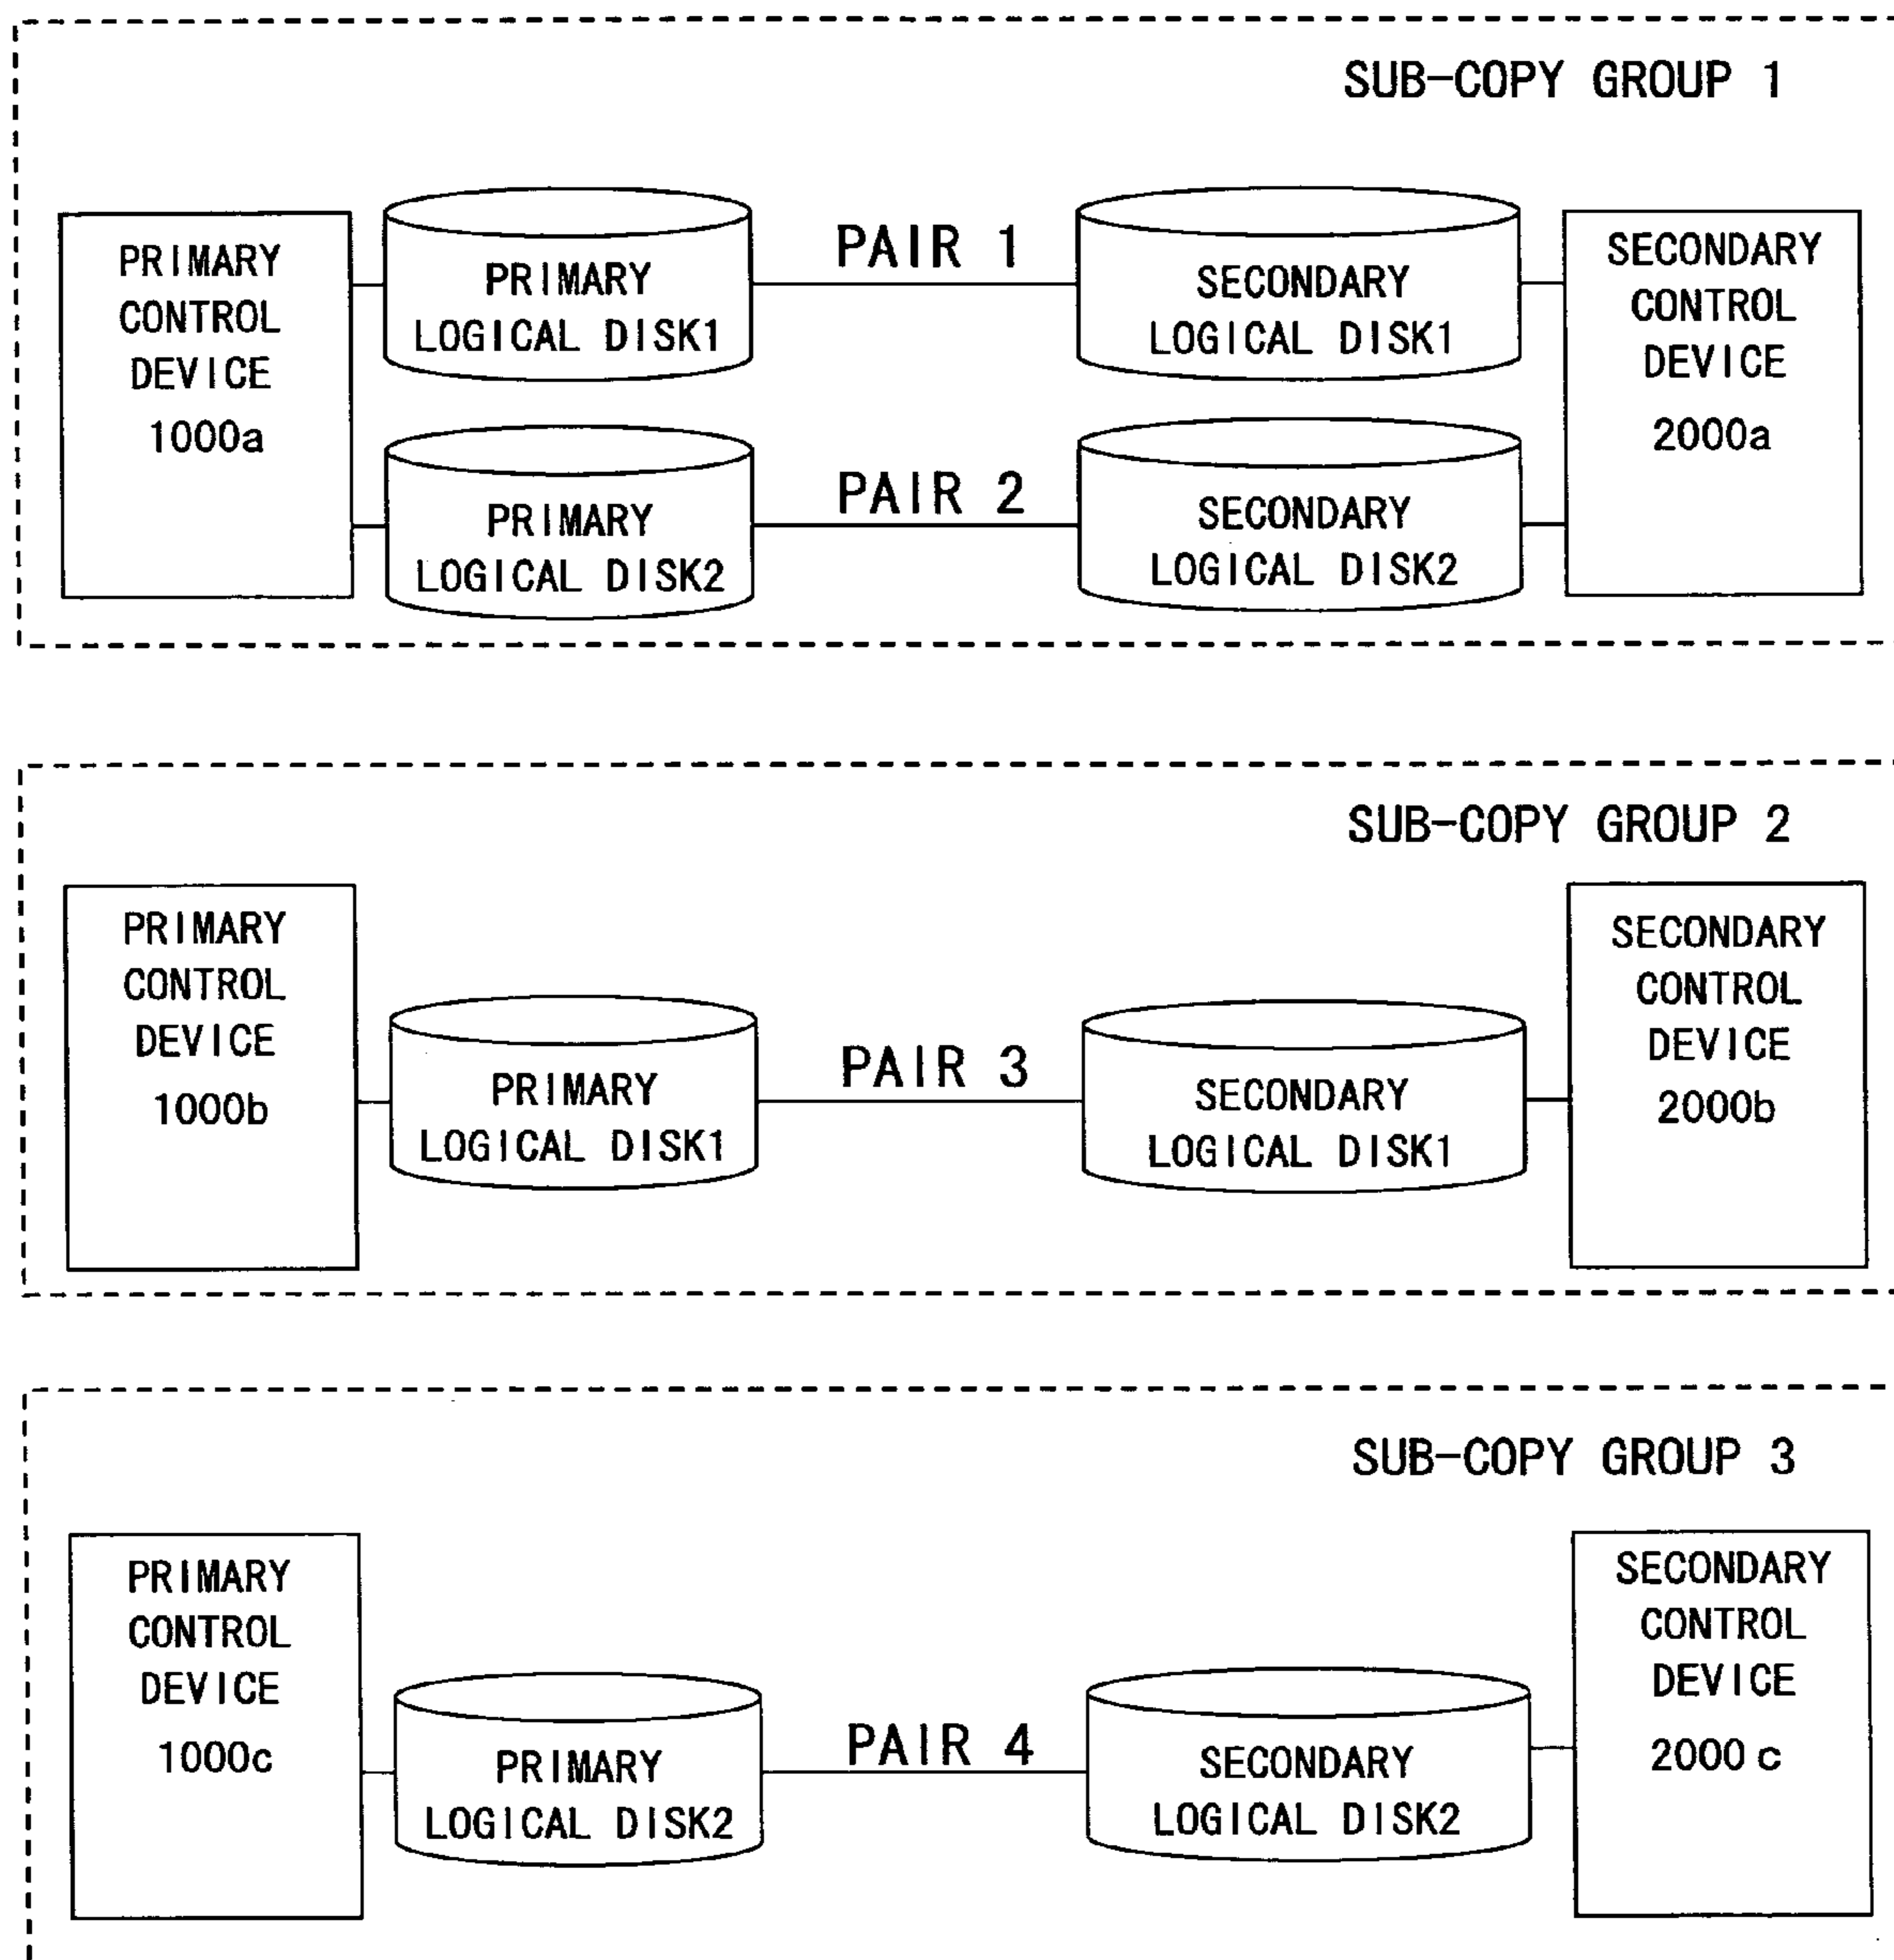 SUB-COPY GROUP 1
PRIMARY
CONTROL
DEVICE
1000a
PRIMARY
LOGICAL DISK1
PAIR 1
SECONDARY
LOGICAL DISK1
SECONDARY
CONTROL
DEVICE
2000a
PRIMARY
LOGICAL DISK2
PAIR 2
SECONDARY
LOGICAL DISK2
SUB-COPY GROUP 2
PRIMARY
CONTROL
DEVICE
1000b
PRIMARY
LOGICAL DISK1
PAIR 3
SECONDARY
LOGICAL DISK1
SECONDARY
CONTROL
DEVICE
2000b
SUB-COPY GROUP 3
PRIMARY
CONTROL
DEVICE
1000c
PRIMARY
LOGICAL DISK2
PAIR 4
SECONDARY
LOGICAL DISK2
SECONDARY
CONTROL
DEVICE
2000 c